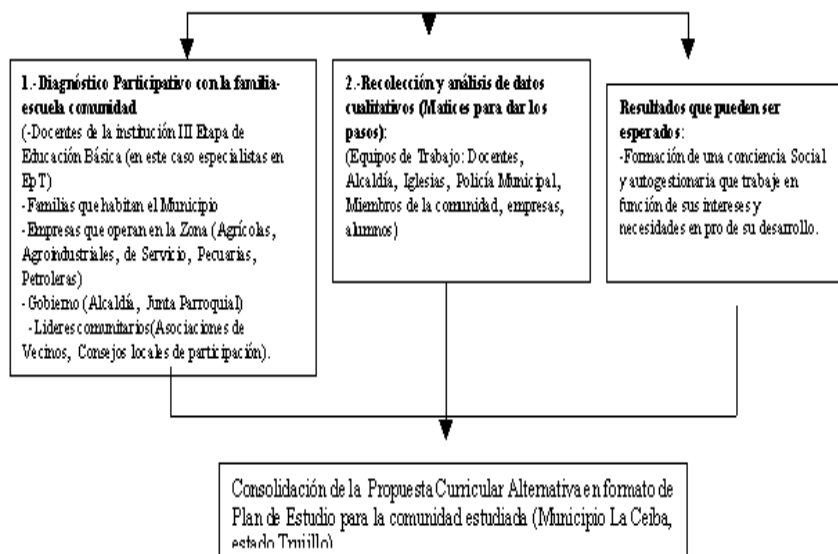 1.-Diagnóstico Participativo con la familia-
escuela comunidad
(-Docentes de la institución III Etapa de
Educación Básica (en este caso especialistas en
EpT)
-Familias que habitan el Municipio
-Empresas que operan en la Zona (Agrícolas,
Agroindustriales, de Servicio, Pecuarias,
Petroleras)
-Gobierno (Alcaldía, Junta Parroquial)
-Lideres comunitarios(Asociaciones de
Vecinos, Consejos locales de participación).
2.-Recolección y análisis de datos
cualitativos (Matices para dar los
pasos):
(Equipos de Trabajo: Docentes,
Alcaldía, Iglesias, Policía Municipal,
Miembros de la comunidad, empresas,
alumnos)
Resultados que pueden ser
esperados:
-Formación de una conciencia Social
y autogestionaria que trabaje en
función de sus intereses y
necesidades en pro de su desarrollo.
Consolidación de la Propuesta Curricular Alternativa en formato de
Plan de Estudio para la comunidad estudiada (Municipio La Ceiba,
estado Trujillo)